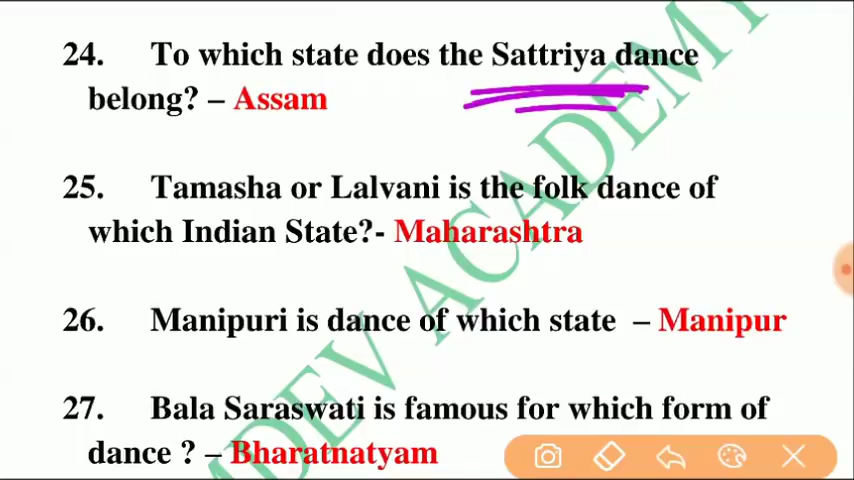 24. To which state does the Sattriya dance
belong? – Assam
25. Tamasha or Lalvani is the folk dance of
which Indian State?- Maharashtra
26. Manipuri is dance of which state – Manipur
27. Bala Saraswati is famous for which form of
dance ? – Bharatnatyam
MDEV ACADEMY